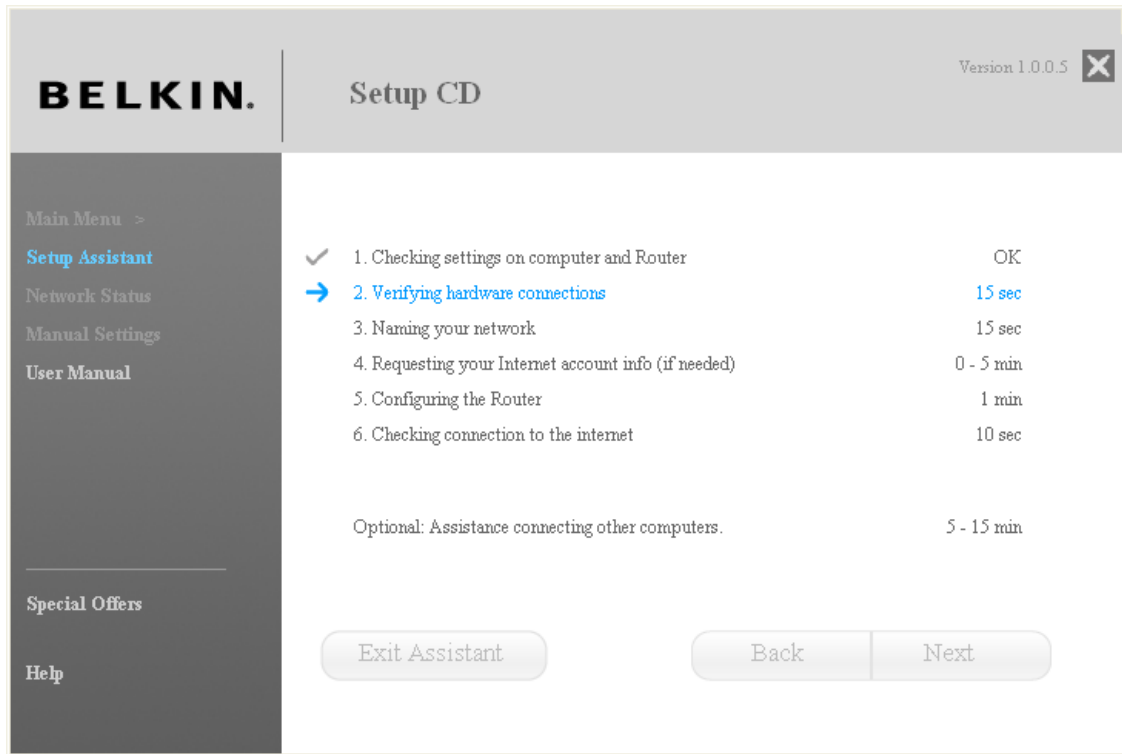 BELKIN.
Setup CD
Version 1.0.0.5
Main Menu >
Setup Assistant
Network Status
Manual Settings
User Manual
Special Offers
Help
1. Checking settings on computer and Router OK
2. Verifying hardware connections 15 sec
3. Naming your network 15 sec
4. Requesting your Internet account info (if needed) 0 - 5 min
5. Configuring the Router 1 min
6. Checking connection to the internet 10 sec
Optional: Assistance connecting other computers. 5 - 15 min
Exit Assistant
Back
Next